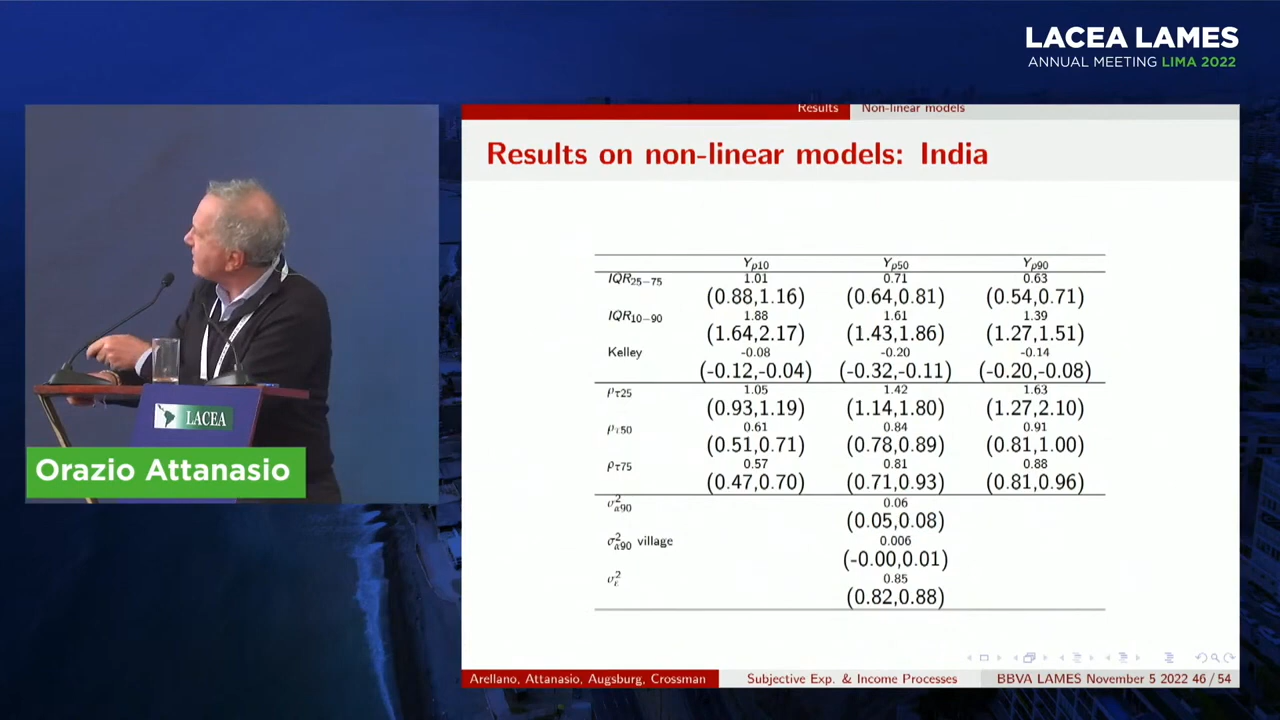 LACEA LAMES
ANNUAL MEETING LIMA 2022
Results Non-linear models
Results on non-linear models: India
Yp10 Yp50 Yp90
IQR25−75 1.01 0.71 0.63
(0.88,1.16) (0.64,0.81) (0.54,0.71)
IQR10−90 1.88 1.61 1.39
(1.64,2.17) (1.43,1.86) (1.27,1.51)
Kelley -0.08 -0.20 -0.14
(-0.12,-0.04) (-0.32,-0.11) (-0.20,-0.08)
ρτ25 1.05 1.42 1.63
(0.93,1.19) (1.14,1.80) (1.27,2.10)
ρτ50 0.61 0.84 0.91
(0.51,0.71) (0.78,0.89) (0.81,1.00)
ρτ75 0.57 0.81 0.88
(0.47,0.70) (0.71,0.93) (0.81,0.96)
σ²α90 0.06
(0.05,0.08)
σ²α90 village 0.006
(-0.00,0.01)
σ²ε 0.85
(0.82,0.88)
Arellano, Attanasio, Augsburg, Crossman Subjective Exp. & Income Processes BBVA LAMES November 5 2022 46 / 54
LACEA
Orazio Attanasio